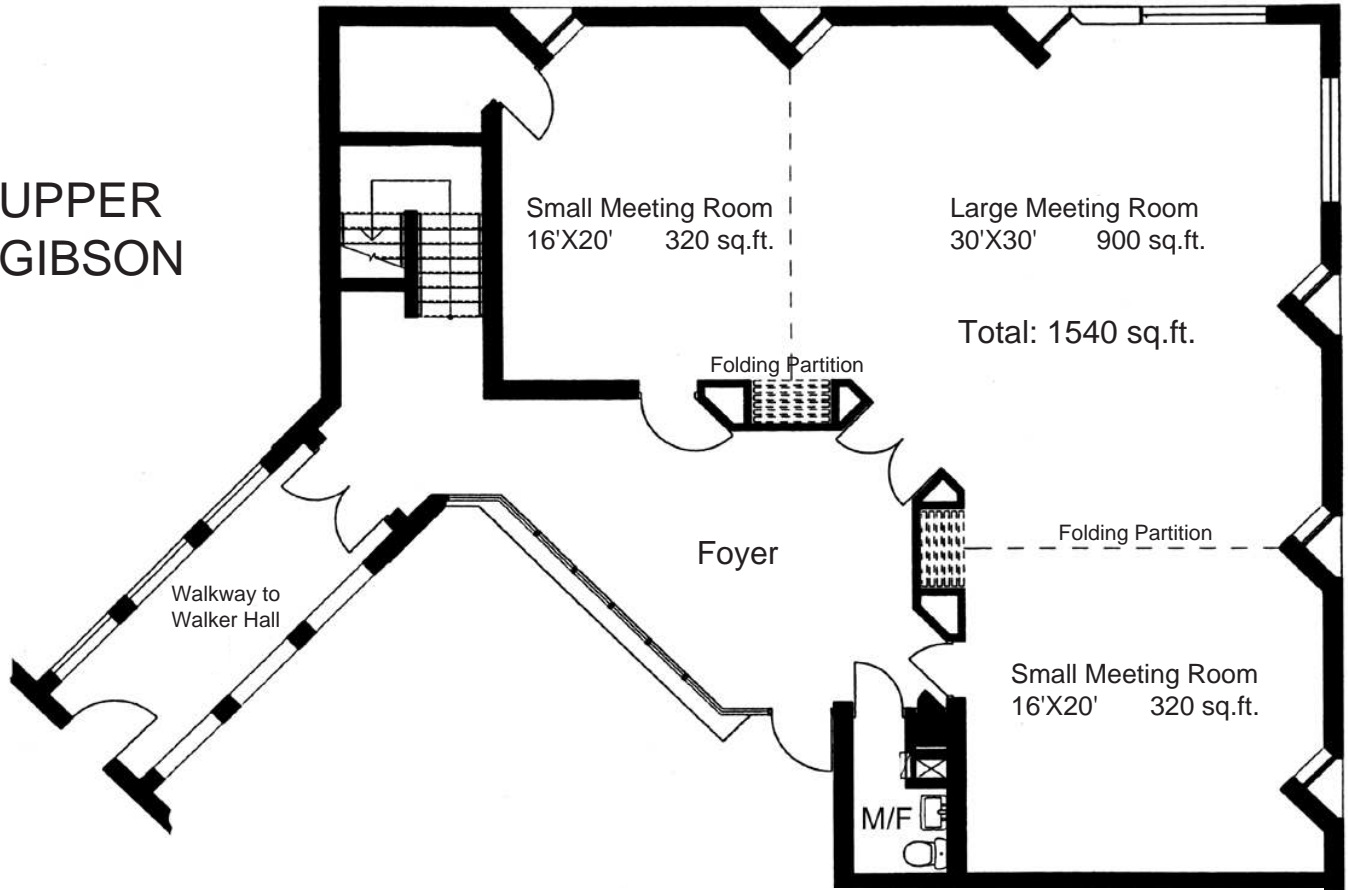 UPPER
GIBSON
Small Meeting Room
16'X20' 320 sq.ft.
Large Meeting Room
30'X30' 900 sq.ft.
Total: 1540 sq.ft.
Folding Partition
Folding Partition
Foyer
Walkway to
Walker Hall
Small Meeting Room
16'X20' 320 sq.ft.
M/F